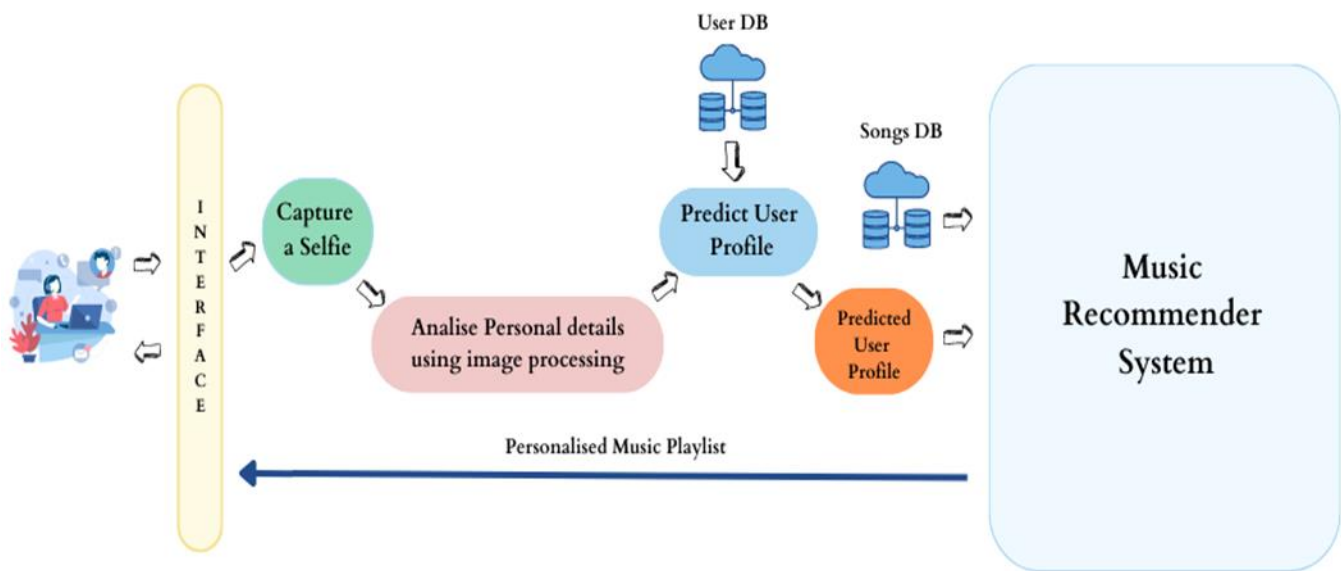 User DB
Songs DB
INTERFACE
Capture
a Selfie
Predict User
Profile
Analise Personal details
using image processing
Predicted
User
Profile
Music
Recommender
System
Personalised Music Playlist